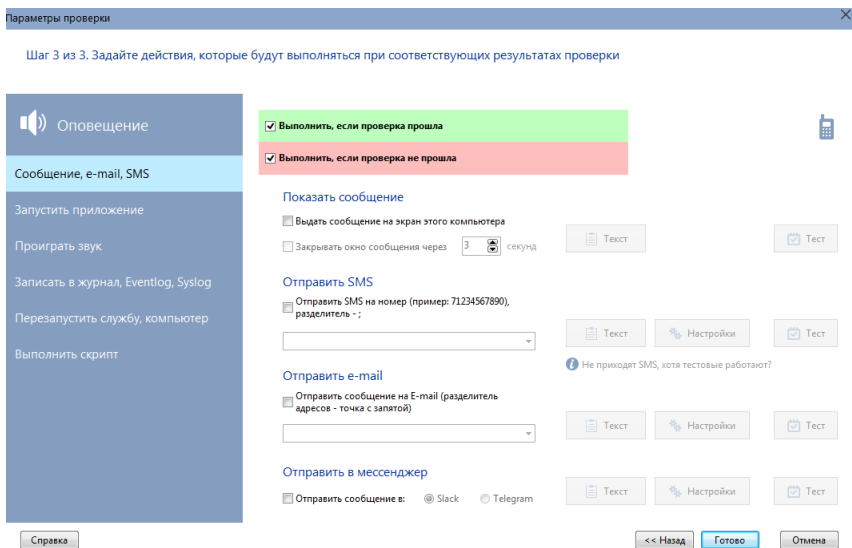 Параметры проверки
Шаг 3 из 3. Задайте действия, которые будут выполняться при соответствующих результатах проверки
Оповещение
Сообщение, e-mail, SMS
Запустить приложение
Проиграть звук
Записать в журнал, Eventlog, Syslog
Перезапустить службу, компьютер
Выполнить скрипт
Выполнить, если проверка прошла
Выполнить, если проверка не прошла
Показать сообщение
Выдать сообщение на экран этого компьютера
Закрывать окно сообщения через 3 секунд
Текст Тест
Отправить SMS
Отправить SMS на номер (пример: 71234567890),
разделитель - ;
Текст Настройки Тест
Не приходят SMS, хотя тестовые работают?
Отправить e-mail
Отправить сообщение на E-mail (разделитель
адресов - точка с запятой)
Текст Настройки Тест
Отправить в мессенджер
Отправить сообщение в: Slack Telegram
Текст Настройки Тест
Справка << Назад Готово Отмена